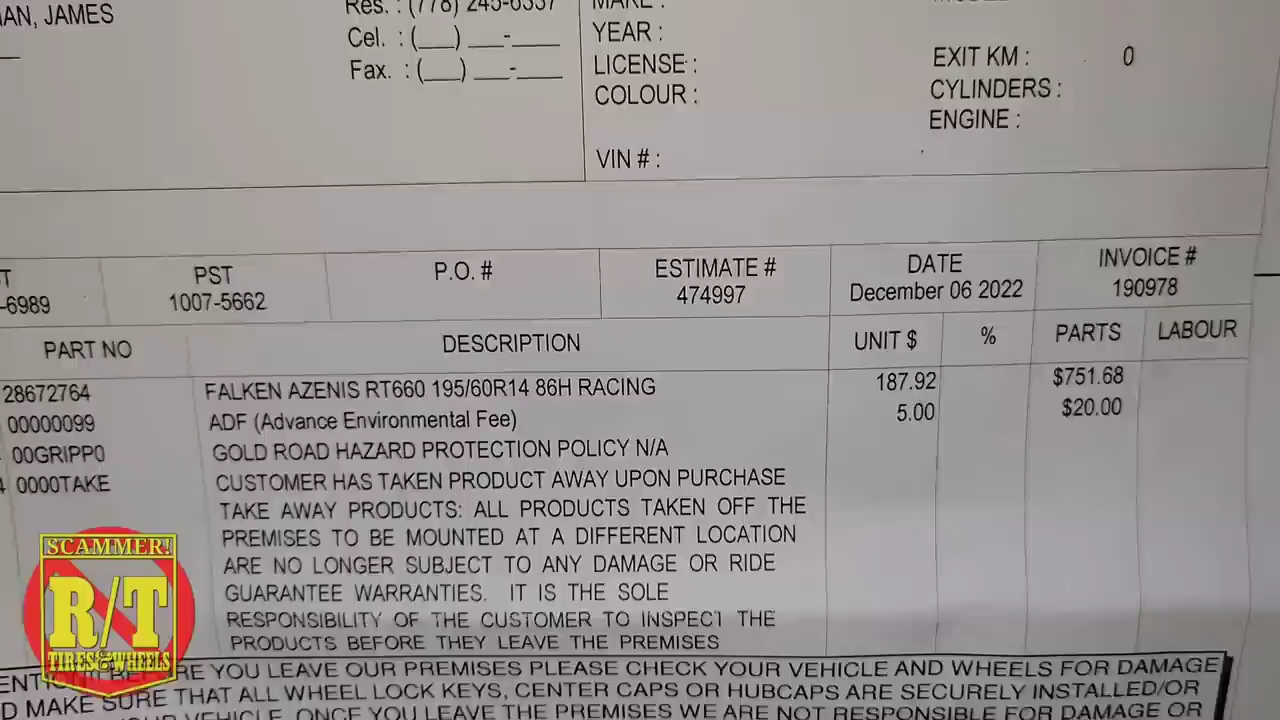 AN, JAMES
Res. : (778) 245-6337
Cel. : (___) ___-____
Fax. : (___) ___-____
MAKE :
YEAR :
LICENSE :
COLOUR :
VIN # :
EXIT KM : 0
CYLINDERS :
ENGINE :
PST P.O. # ESTIMATE # DATE INVOICE #
-6989 1007-5662 474997 December 06 2022 190978
PART NO DESCRIPTION UNIT $ % PARTS LABOUR
28672764 FALKEN AZENIS RT660 195/60R14 86H RACING 187.92 $751.68
00000099 ADF (Advance Environmental Fee) 5.00 $20.00
00GRIPP0 GOLD ROAD HAZARD PROTECTION POLICY N/A
4 0000TAKE CUSTOMER HAS TAKEN PRODUCT AWAY UPON PURCHASE
TAKE AWAY PRODUCTS: ALL PRODUCTS TAKEN OFF THE
PREMISES TO BE MOUNTED AT A DIFFERENT LOCATION
ARE NO LONGER SUBJECT TO ANY DAMAGE OR RIDE
GUARANTEE WARRANTIES. IT IS THE SOLE
RESPONSIBILITY OF THE CUSTOMER TO INSPECT THE
PRODUCTS BEFORE THEY LEAVE THE PREMISES
YOU LEAVE OUR PREMISES PLEASE CHECK YOUR VEHICLE AND WHEELS FOR DAMAGE
MAKE SURE THAT ALL WHEEL LOCK KEYS, CENTER CAPS OR HUBCAPS ARE SECURELY INSTALLED/OR
VEHICLE. ONCE YOU LEAVE THE PREMISES WE ARE NOT RESPONSIBLE FOR DAMAGE OR
SCAMMER!
R/T
TIRES&WHEELS